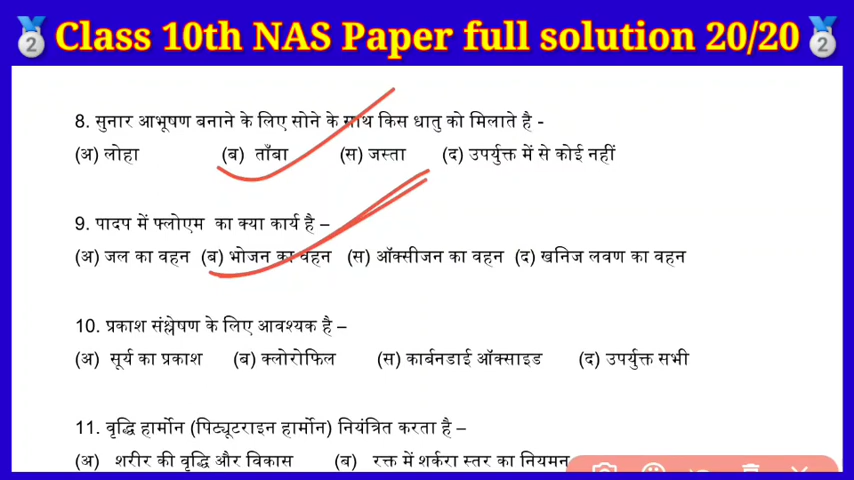 Class 10th NAS Paper full solution 20/20
8. सुनार आभूषण बनाने के लिए सोने के साथ किस धातु को मिलाते है -
(अ) लोहा (ब) ताँबा (स) जस्ता (द) उपर्युक्त में से कोई नहीं
9. पादप में फ्लोएम का क्या कार्य है –
(अ) जल का वहन (ब) भोजन का वहन (स) ऑक्सीजन का वहन (द) खनिज लवण का वहन
10. प्रकाश संश्लेषण के लिए आवश्यक है –
(अ) सूर्य का प्रकाश (ब) क्लोरोफिल (स) कार्बनडाई ऑक्साइड (द) उपर्युक्त सभी
11. वृद्धि हार्मोन (पिट्यूटराइन हार्मोन) नियंत्रित करता है –
(अ) शरीर की वृद्धि और विकास (ब) रक्त में शर्करा स्तर का नियमन